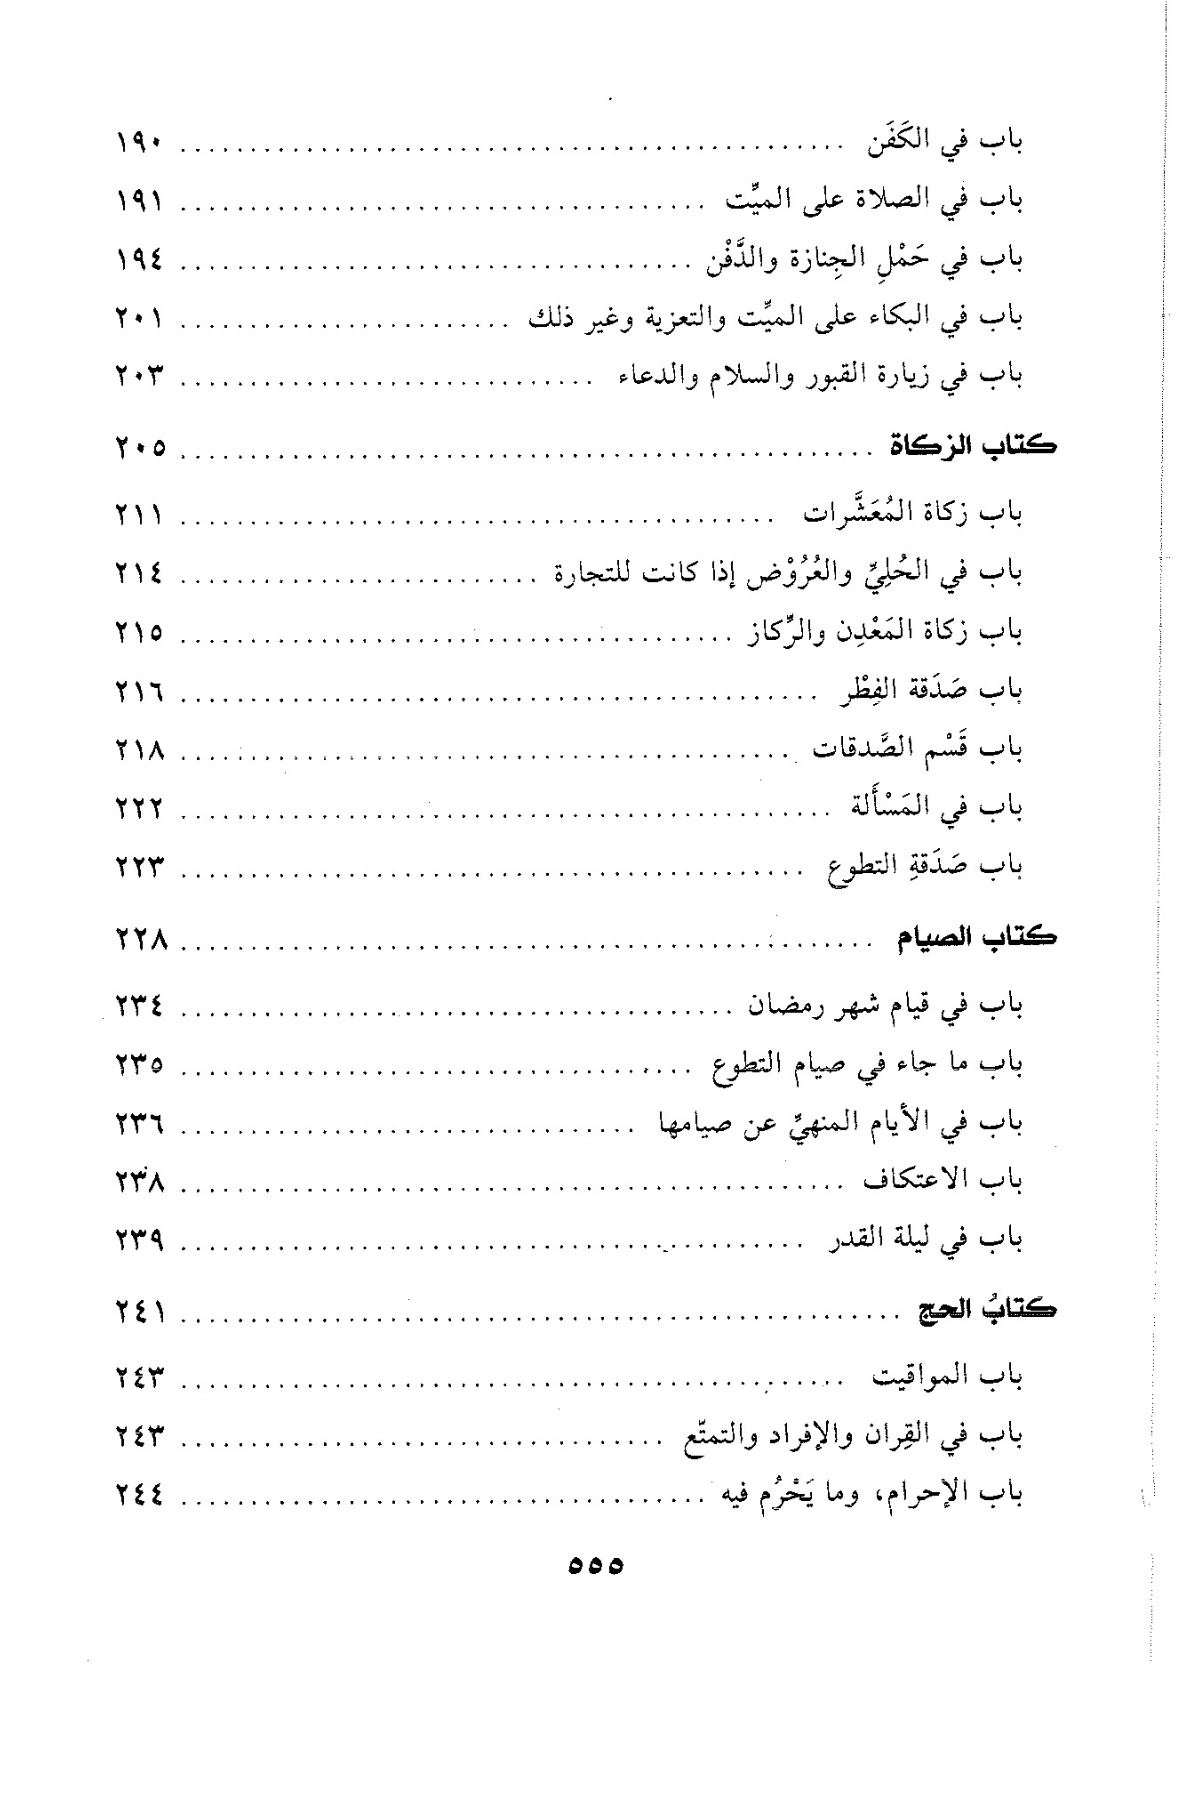 باب في الكَفَن ................................................ ١٩٠
باب في الصلاة على الميِّت ...................................... ١٩١
باب في حَمْلِ الجِنازة والدَّفْن ..................................... ١٩٤
باب في البكاء على الميِّت والتعزية وغير ذلك ........................ ٢٠١
باب في زيارة القبور والسلام والدعاء .............................. ٢٠٣
كتاب الزكاة .................................................. ٢٠٥
باب زكاة المُعَشَّرات ........................................... ٢١١
باب في الحُلِيِّ والعُرُوْض إذا كانت للتجارة .......................... ٢١٤
باب زكاة المَعْدِن والرِّكاز ........................................ ٢١٥
باب صَدَقة الفِطْر .............................................. ٢١٦
باب قَسْم الصَّدقات ............................................ ٢١٨
باب في المَسْأَلة ............................................... ٢٢٢
باب صَدَقةِ التطوع ............................................. ٢٢٣
كتاب الصيام .................................................. ٢٢٨
باب في قيام شهر رمضان ........................................ ٢٣٤
باب ما جاء في صيام التطوع ..................................... ٢٣٥
باب في الأيام المنهيِّ عن صيامها ................................. ٢٣٦
باب الاعتكاف ................................................ ٢٣٨
باب في ليلة القدر ............................................. ٢٣٩
كتابُ الحج .................................................... ٢٤١
باب المواقيت ................................................ ٢٤٣
باب في القِران والإفراد والتمتّع ................................... ٢٤٣
باب الإحرام، وما يَحْرُم فيه ...................................... ٢٤٤
٥٥٥